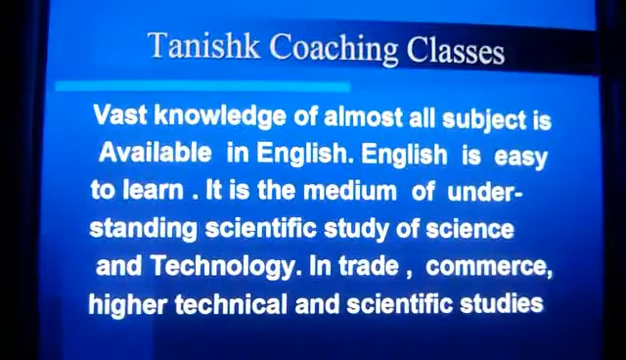 Tanishk Coaching Classes
Vast knowledge of almost all subject is
Available in English. English is easy
to learn . It is the medium of under-
standing scientific study of science
and Technology. In trade , commerce,
higher technical and scientific studies